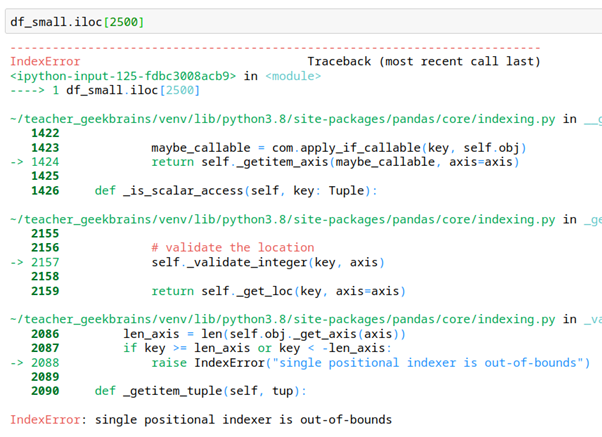 df_small.iloc[2500]
---------------------------------------------------------------------------
IndexError                                Traceback (most recent call last)
<ipython-input-125-fdbc3008acb9> in <module>
----> 1 df_small.iloc[2500]
~/teacher_geekbrains/venv/lib/python3.8/site-packages/pandas/core/indexing.py in __g
1422
1423             maybe_callable = com.apply_if_callable(key, self.obj)
-> 1424             return self._getitem_axis(maybe_callable, axis=axis)
1425
1426     def _is_scalar_access(self, key: Tuple):
~/teacher_geekbrains/venv/lib/python3.8/site-packages/pandas/core/indexing.py in _ge
2155
2156             # validate the location
-> 2157             self._validate_integer(key, axis)
2158
2159             return self._get_loc(key, axis=axis)
~/teacher_geekbrains/venv/lib/python3.8/site-packages/pandas/core/indexing.py in _va
2086         len_axis = len(self.obj._get_axis(axis))
2087         if key >= len_axis or key < -len_axis:
-> 2088             raise IndexError("single positional indexer is out-of-bounds")
2089
2090     def _getitem_tuple(self, tup):
IndexError: single positional indexer is out-of-bounds